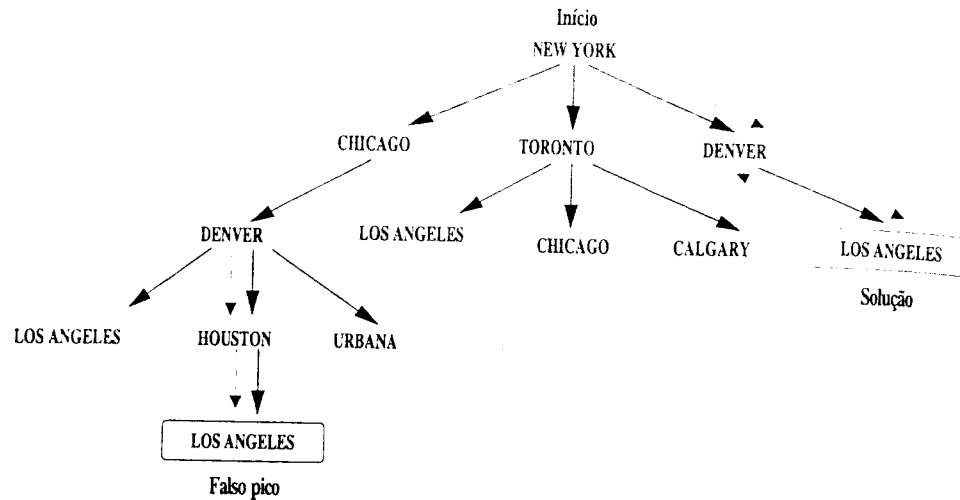 Início
NEW YORK
CHICAGO
TORONTO
DENVER
DENVER
LOS ANGELES
CHICAGO
CALGARY
LOS ANGELES
Solução
LOS ANGELES
HOUSTON
URBANA
LOS ANGELES
Falso pico